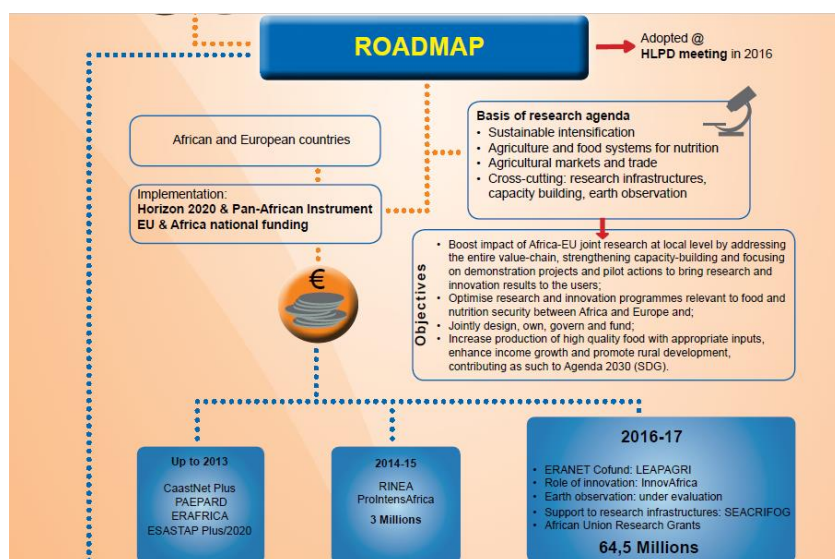 ROADMAP
Adopted @
HLPD meeting in 2016
African and European countries
Implementation:
Horizon 2020 & Pan-African Instrument
EU & Africa national funding
Basis of research agenda
• Sustainable intensification
• Agriculture and food systems for nutrition
• Agricultural markets and trade
• Cross-cutting: research infrastructures,
capacity building, earth observation
Objectives
• Boost impact of Africa-EU joint research at local level by addressing
the entire value-chain, strengthening capacity-building and focusing
on demonstration projects and pilot actions to bring research and
innovation results to the users;
• Optimise research and innovation programmes relevant to food and
nutrition security between Africa and Europe and;
• Jointly design, own, govern and fund;
• Increase production of high quality food with appropriate inputs,
enhance income growth and promote rural development,
contributing as such to Agenda 2030 (SDG).
€
Up to 2013
CaastNet Plus
PAEPARD
ERAFRICA
ESASTAP Plus/2020
2014-15
RINEA
ProIntensAfrica
3 Millions
2016-17
• ERANET Cofund: LEAPAGRI
• Role of innovation: InnovAfrica
• Earth observation: under evaluation
• Support to research infrastructures: SEACRIFOG
• African Union Research Grants
64,5 Millions